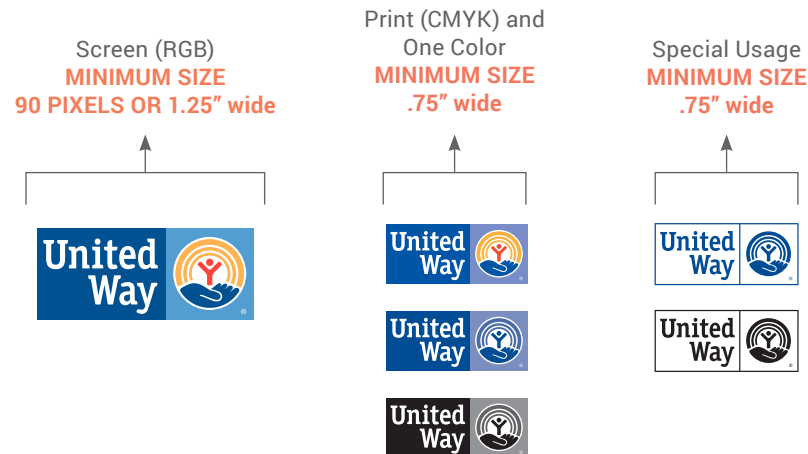 Screen (RGB)
MINIMUM SIZE
90 PIXELS OR 1.25” wide
Print (CMYK) and
One Color
MINIMUM SIZE
.75” wide
Special Usage
MINIMUM SIZE
.75” wide
United
Way
®
United
Way
®
United
Way
®
United
Way
®
United
Way
®
United
Way
®